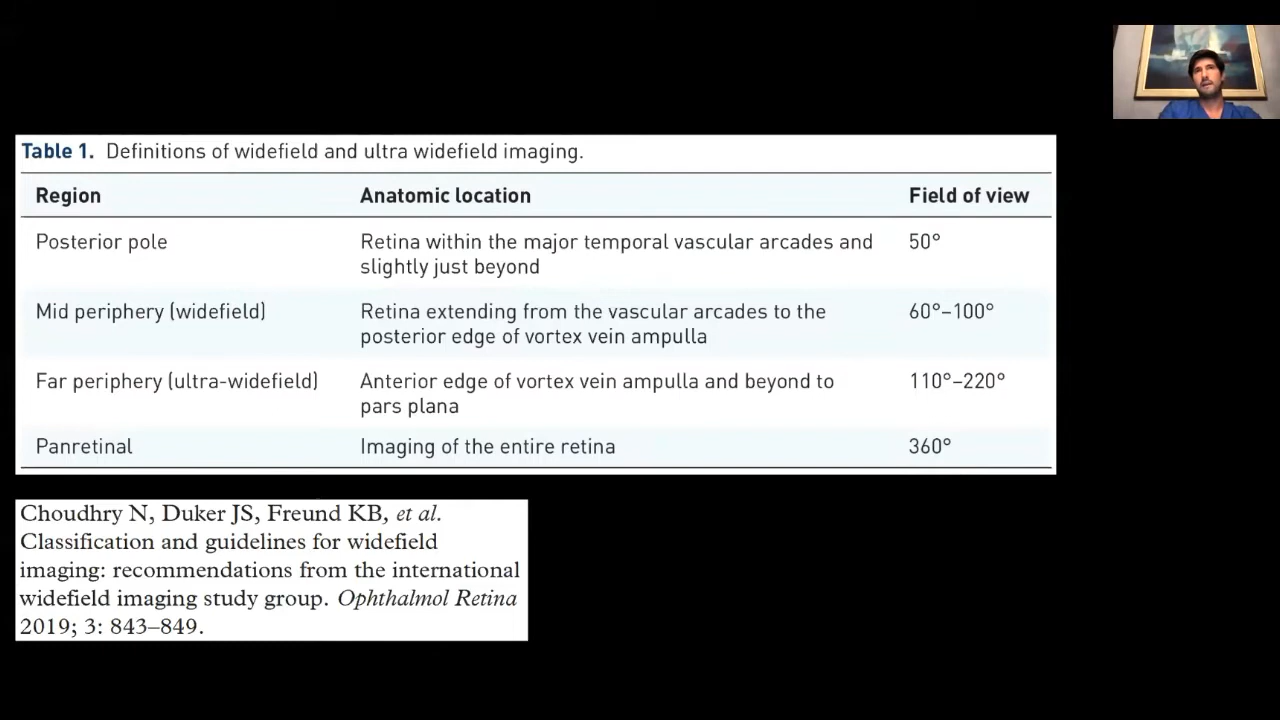 Table 1. Definitions of widefield and ultra widefield imaging.
Region Anatomic location Field of view
Posterior pole Retina within the major temporal vascular arcades and 50°
slightly just beyond
Mid periphery (widefield) Retina extending from the vascular arcades to the 60°–100°
posterior edge of vortex vein ampulla
Far periphery (ultra-widefield) Anterior edge of vortex vein ampulla and beyond to 110°–220°
pars plana
Panretinal Imaging of the entire retina 360°
Choudhry N, Duker JS, Freund KB, et al.
Classification and guidelines for widefield
imaging: recommendations from the international
widefield imaging study group. Ophthalmol Retina
2019; 3: 843–849.